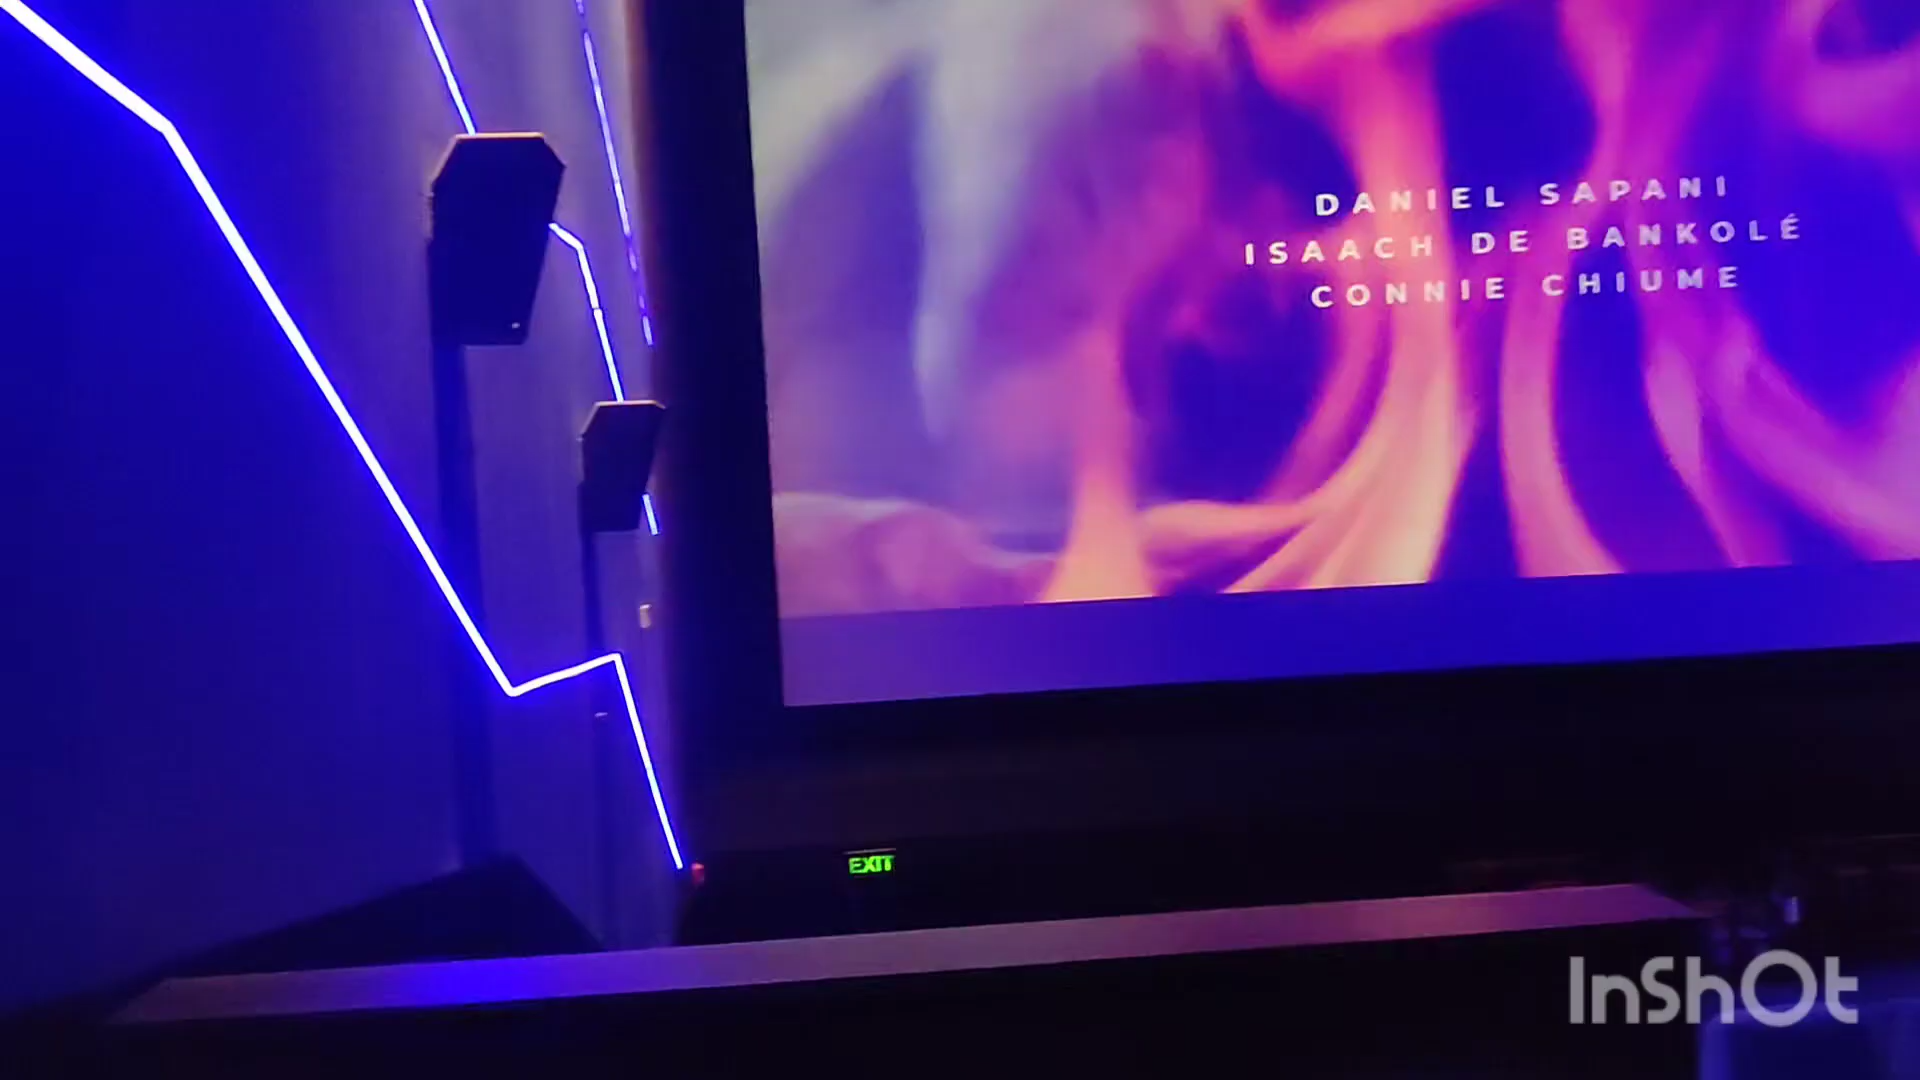 DANIEL SAPANI
ISAACH DE BANKOLÉ
CONNIE CHIUME
EXIT
InShOt